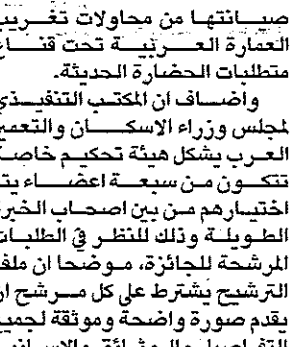 صيانتها من محاولات تغريب
العمارة العربية تحت قناع
متطلبات الحضارة الحديثة.
واضاف ان المكتب التنفيذي
لمجلس وزراء الاسكان والتعمير
العرب يشكل هيئة تحكيم خاصة
تتكون من سبعة اعضاء يتم
اختيارهم من بين اصحاب الخبرة
الطويلة وذلك للنظر في الطلبات
المرشحة للجائزة، موضحا ان ملف
الترشيح يشترط على كل مرشح ان
يقدم صورة واضحة وموثقة لجميع